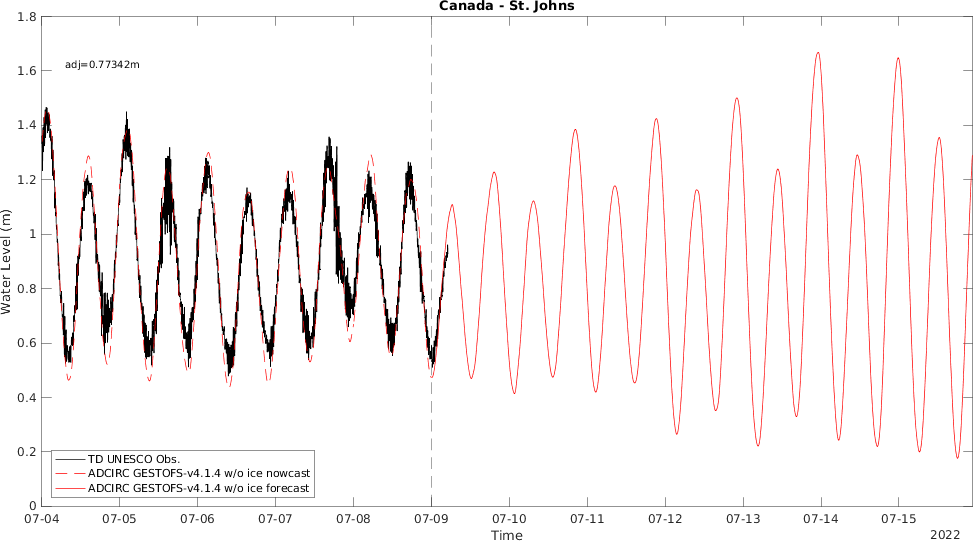 Canada - St. Johns
1.8
adj=0.77342m
1.6
1.4
1.2
1
0.8
0.6
0.4
0.2
0
Water Level (m)
TD UNESCO Obs.
ADCIRC GESTOFS-v4.1.4 w/o ice nowcast
ADCIRC GESTOFS-v4.1.4 w/o ice forecast
07-04 07-05 07-06 07-07 07-08 07-09 07-10 07-11 07-12 07-13 07-14 07-15
Time
2022